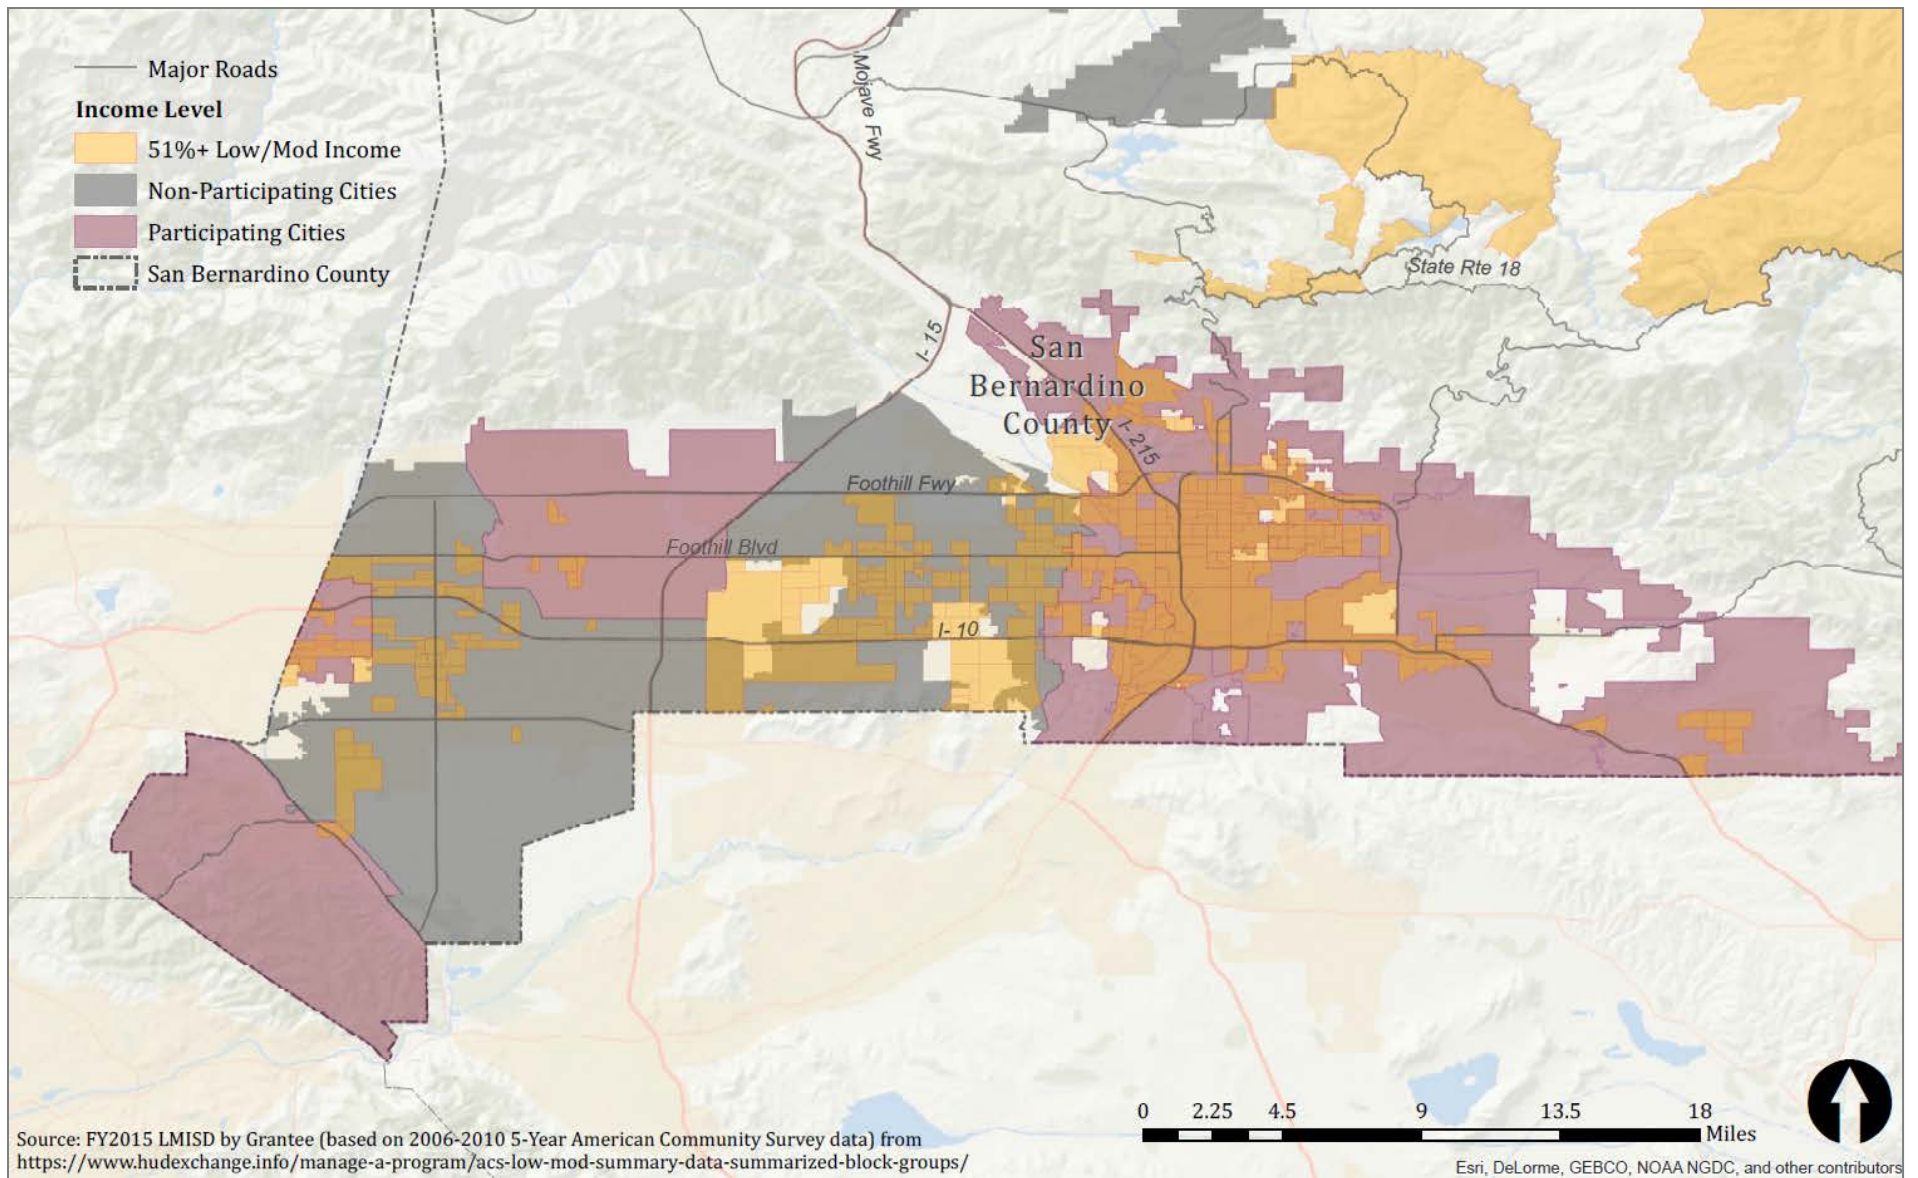 Major Roads
Income Level
51%+ Low/Mod Income
Non-Participating Cities
Participating Cities
San Bernardino County
Mojave Fwy
State Rte 18
I- 15
San
Bernardino
County
I- 215
Foothill Fwy
Foothill Blvd
I- 10
0 2.25 4.5 9 13.5 18
Miles
Source: FY2015 LMISD by Grantee (based on 2006-2010 5-Year American Community Survey data) from
https://www.hudexchange.info/manage-a-program/acs-low-mod-summary-data-summarized-block-groups/
Esri, DeLorme, GEBCO, NOAA NGDC, and other contributors